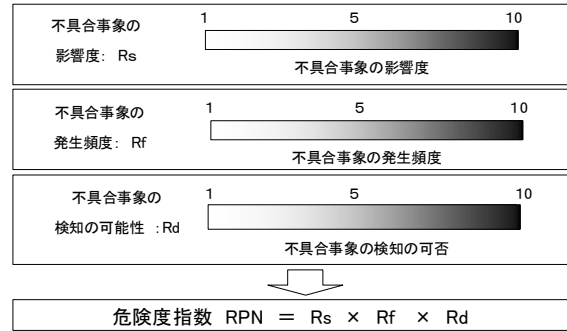 不具合事象の
影響度: Rs
1 5 10
不具合事象の影響度
不具合事象の
発生頻度: Rf
1 5 10
不具合事象の発生頻度
不具合事象の
検知の可能性 :Rd
1 5 10
不具合事象の検知の可否
危険度指数 RPN = Rs × Rf × Rd